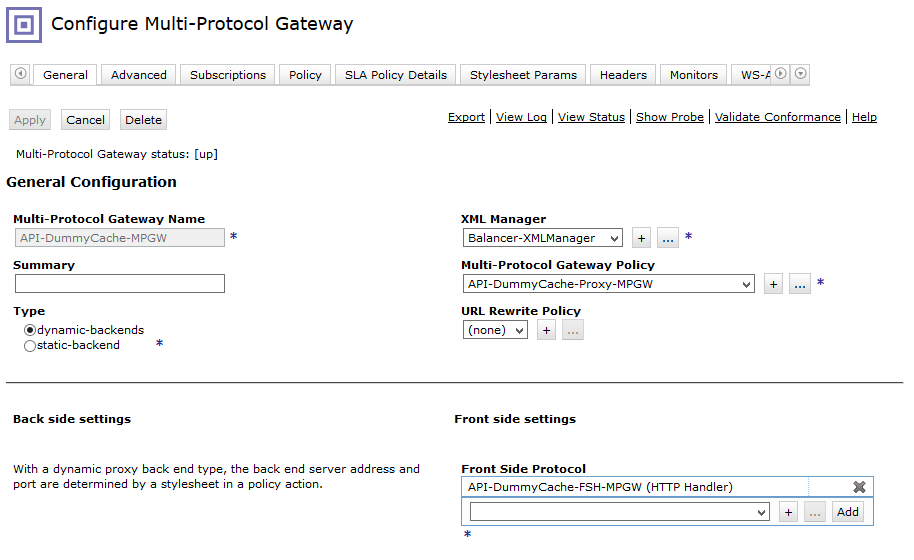 Configure Multi-Protocol Gateway
General Advanced Subscriptions Policy SLA Policy Details Stylesheet Params Headers Monitors WS-A
Apply Cancel Delete
Export | View Log | View Status | Show Probe | Validate Conformance | Help
Multi-Protocol Gateway status: [up]
General Configuration
Multi-Protocol Gateway Name
API-DummyCache-MPGW *
XML Manager
Balancer-XMLManager + ... *
Summary
Multi-Protocol Gateway Policy
API-DummyCache-Proxy-MPGW + ... *
Type
dynamic-backends
static-backend *
URL Rewrite Policy
(none) + ...
Back side settings
With a dynamic proxy back end type, the back end server address and
port are determined by a stylesheet in a policy action.
Front side settings
Front Side Protocol
API-DummyCache-FSH-MPGW (HTTP Handler)
+ ... Add
*